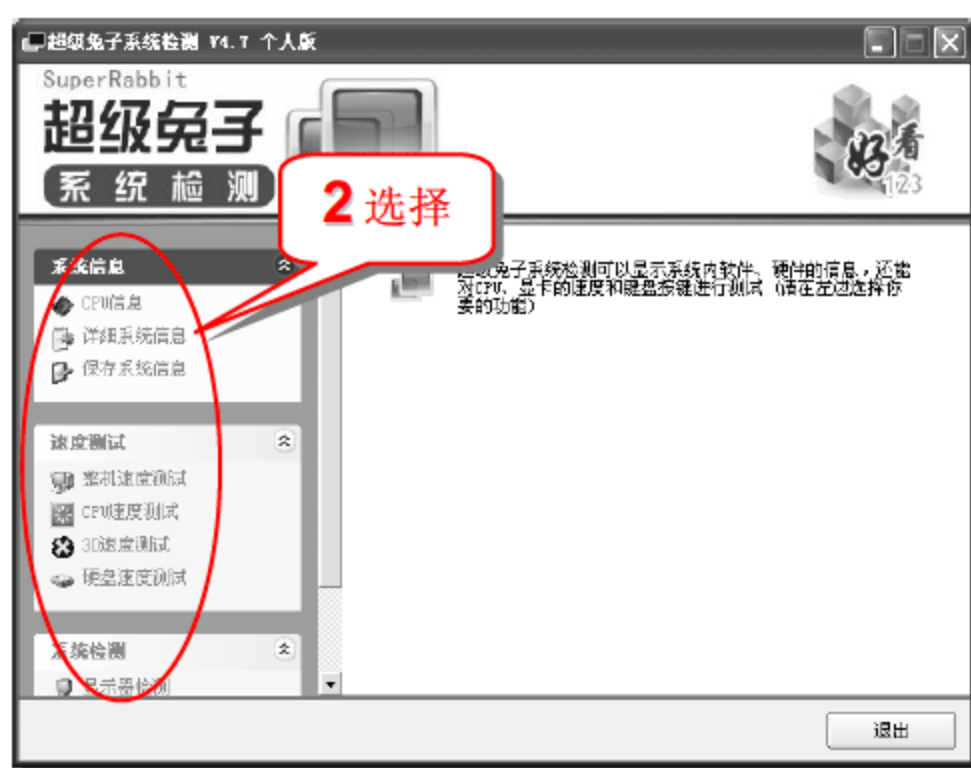 超级兔子系统检测 V4.7 个人版
SuperRabbit
超级兔子
系统检测
好看
123
2 选择
系统信息
CPU信息
详细系统信息
保存系统信息
速度测试
整机速度测试
CPU速度测试
3D速度测试
硬盘速度测试
系统检测
显示器检测
超级兔子系统检测可以显示系统内软件、硬件的信息，还能
对CPU、显卡的速度和键盘按键进行测试（请在左边选择你
要的功能）
退出